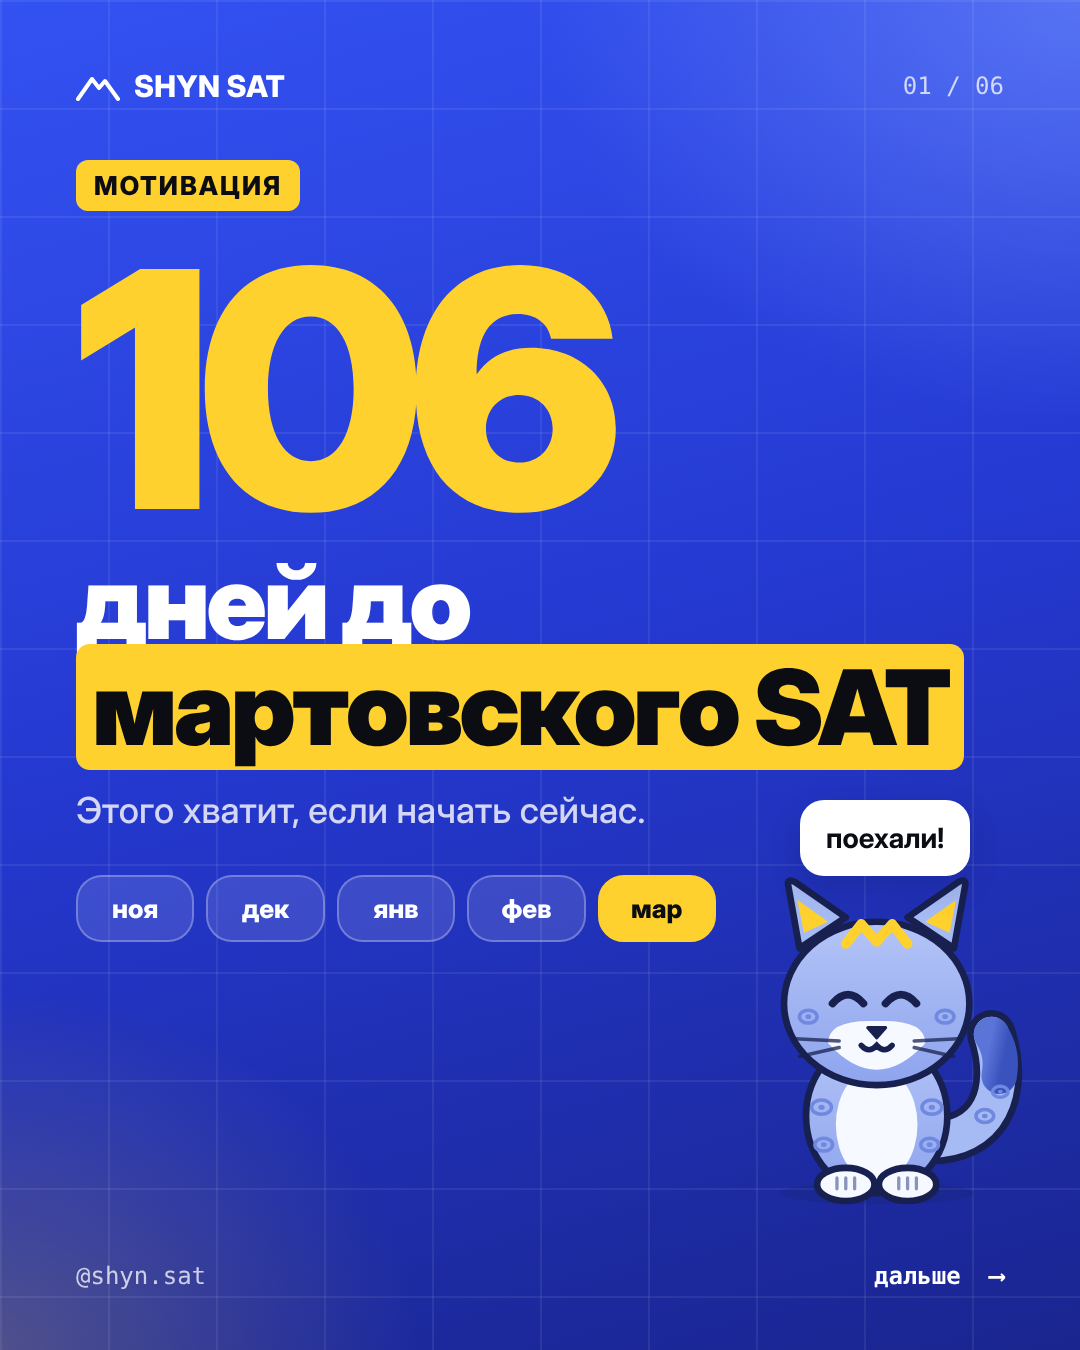 SHYN SAT
01 / 06
МОТИВАЦИЯ
106
дней до
мартовского SAT
Этого хватит, если начать сейчас.
поехали!
ноя дек янв фев мар
@shyn.sat
дальше →